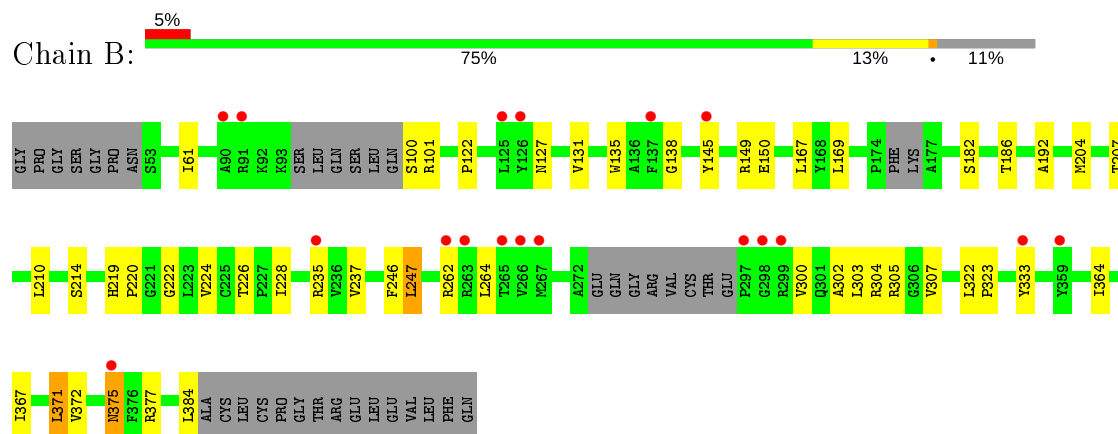 5%
Chain B:
75% 13% • 11%
GLY PRO GLY SER GLY PRO ASN S53 I61 A90 R91 K92 K93 SER LEU GLN SER LEU GLN S100 R101 P122 L125 Y126 N127 V131 W135 A136 F137 G138 Y145 R149 E150 L167 Y168 L169 P174 PHE LYS A177 S182 T186 A192 M204 T207
L210 S214 H219 P220 G221 G222 L223 V224 C225 T226 P227 I228 R235 V236 V237 F246 L247 R262 R263 L264 T265 V266 M267 A272 GLU GLN GLY ARG VAL CYS THR GLU P297 G298 R299 V300 Q301 A302 L303 R304 R305 G306 V307 L322 P323 Y333 Y359 I364
I367 L371 V372 N375 F376 R377 L384 ALA CYS LEU CYS PRO GLY THR ARG GLU LEU GLU VAL LEU PHE GLN